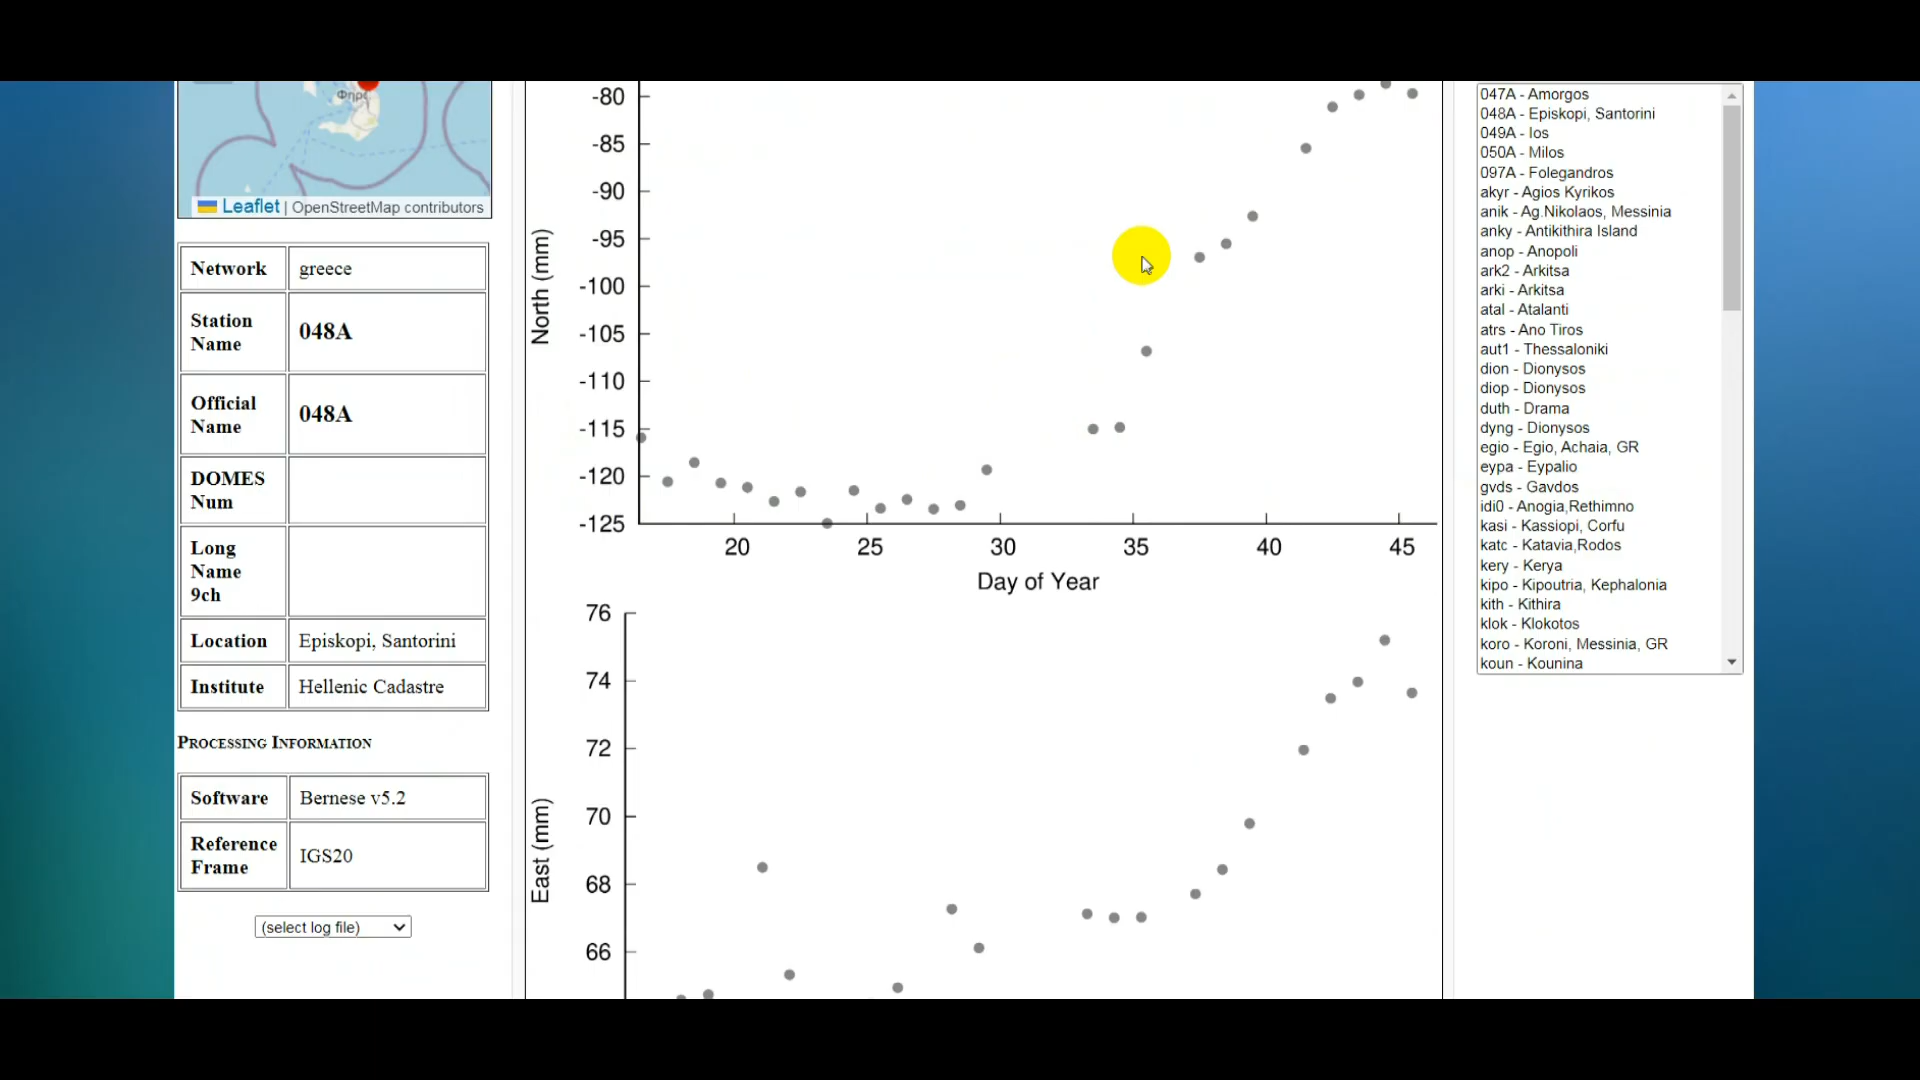 Φηρ
Leaflet | OpenStreetMap contributors
Network greece
Station Name 048A
Official Name 048A
DOMES Num
Long Name 9ch
Location Episkopi, Santorini
Institute Hellenic Cadastre
PROCESSING INFORMATION
Software Bernese v5.2
Reference Frame IGS20
(select log file)
North (mm)
-80
-85
-90
-95
-100
-105
-110
-115
-120
-125
20 25 30 35 40 45
Day of Year
East (mm)
76
74
72
70
68
66
047A - Amorgos
048A - Episkopi, Santorini
049A - Ios
050A - Milos
097A - Folegandros
akyr - Agios Kyrikos
anik - Ag.Nikolaos, Messinia
anky - Antikithira Island
anop - Anopoli
ark2 - Arkitsa
arki - Arkitsa
atal - Atalanti
atrs - Ano Tiros
aut1 - Thessaloniki
dion - Dionysos
diop - Dionysos
duth - Drama
dyng - Dionysos
egio - Egio, Achaia, GR
eypa - Eypalio
gvds - Gavdos
idi0 - Anogia,Rethimno
kasi - Kassiopi, Corfu
katc - Katavia,Rodos
kery - Kerya
kipo - Kipoutria, Kephalonia
kith - Kithira
klok - Klokotos
koro - Koroni, Messinia, GR
koun - Kounina